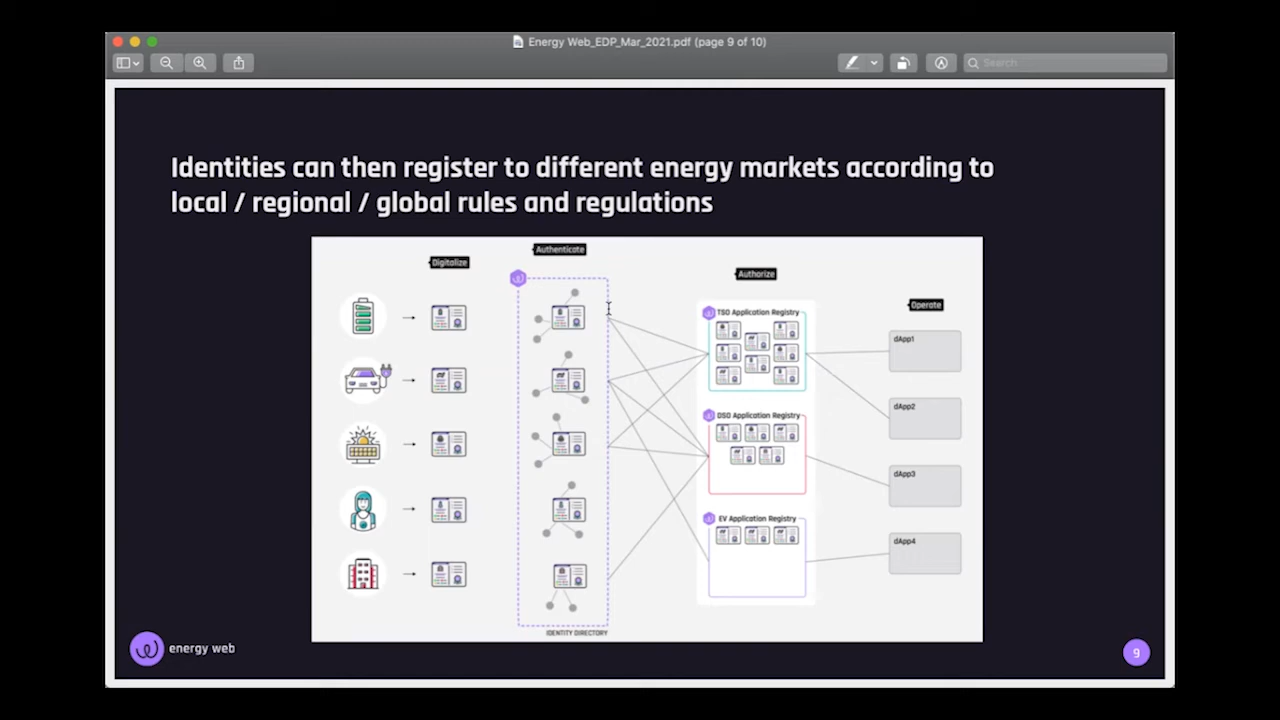 Energy Web_EDP_Mar_2021.pdf (page 9 of 10)
Search
Identities can then register to different energy markets according to
local / regional / global rules and regulations
Digitalize
Authenticate
Authorize
Operate
TSO Application Registry
DSO Application Registry
EV Application Registry
dApp1
dApp2
dApp3
dApp4
IDENTITY DIRECTORY
energy web
9